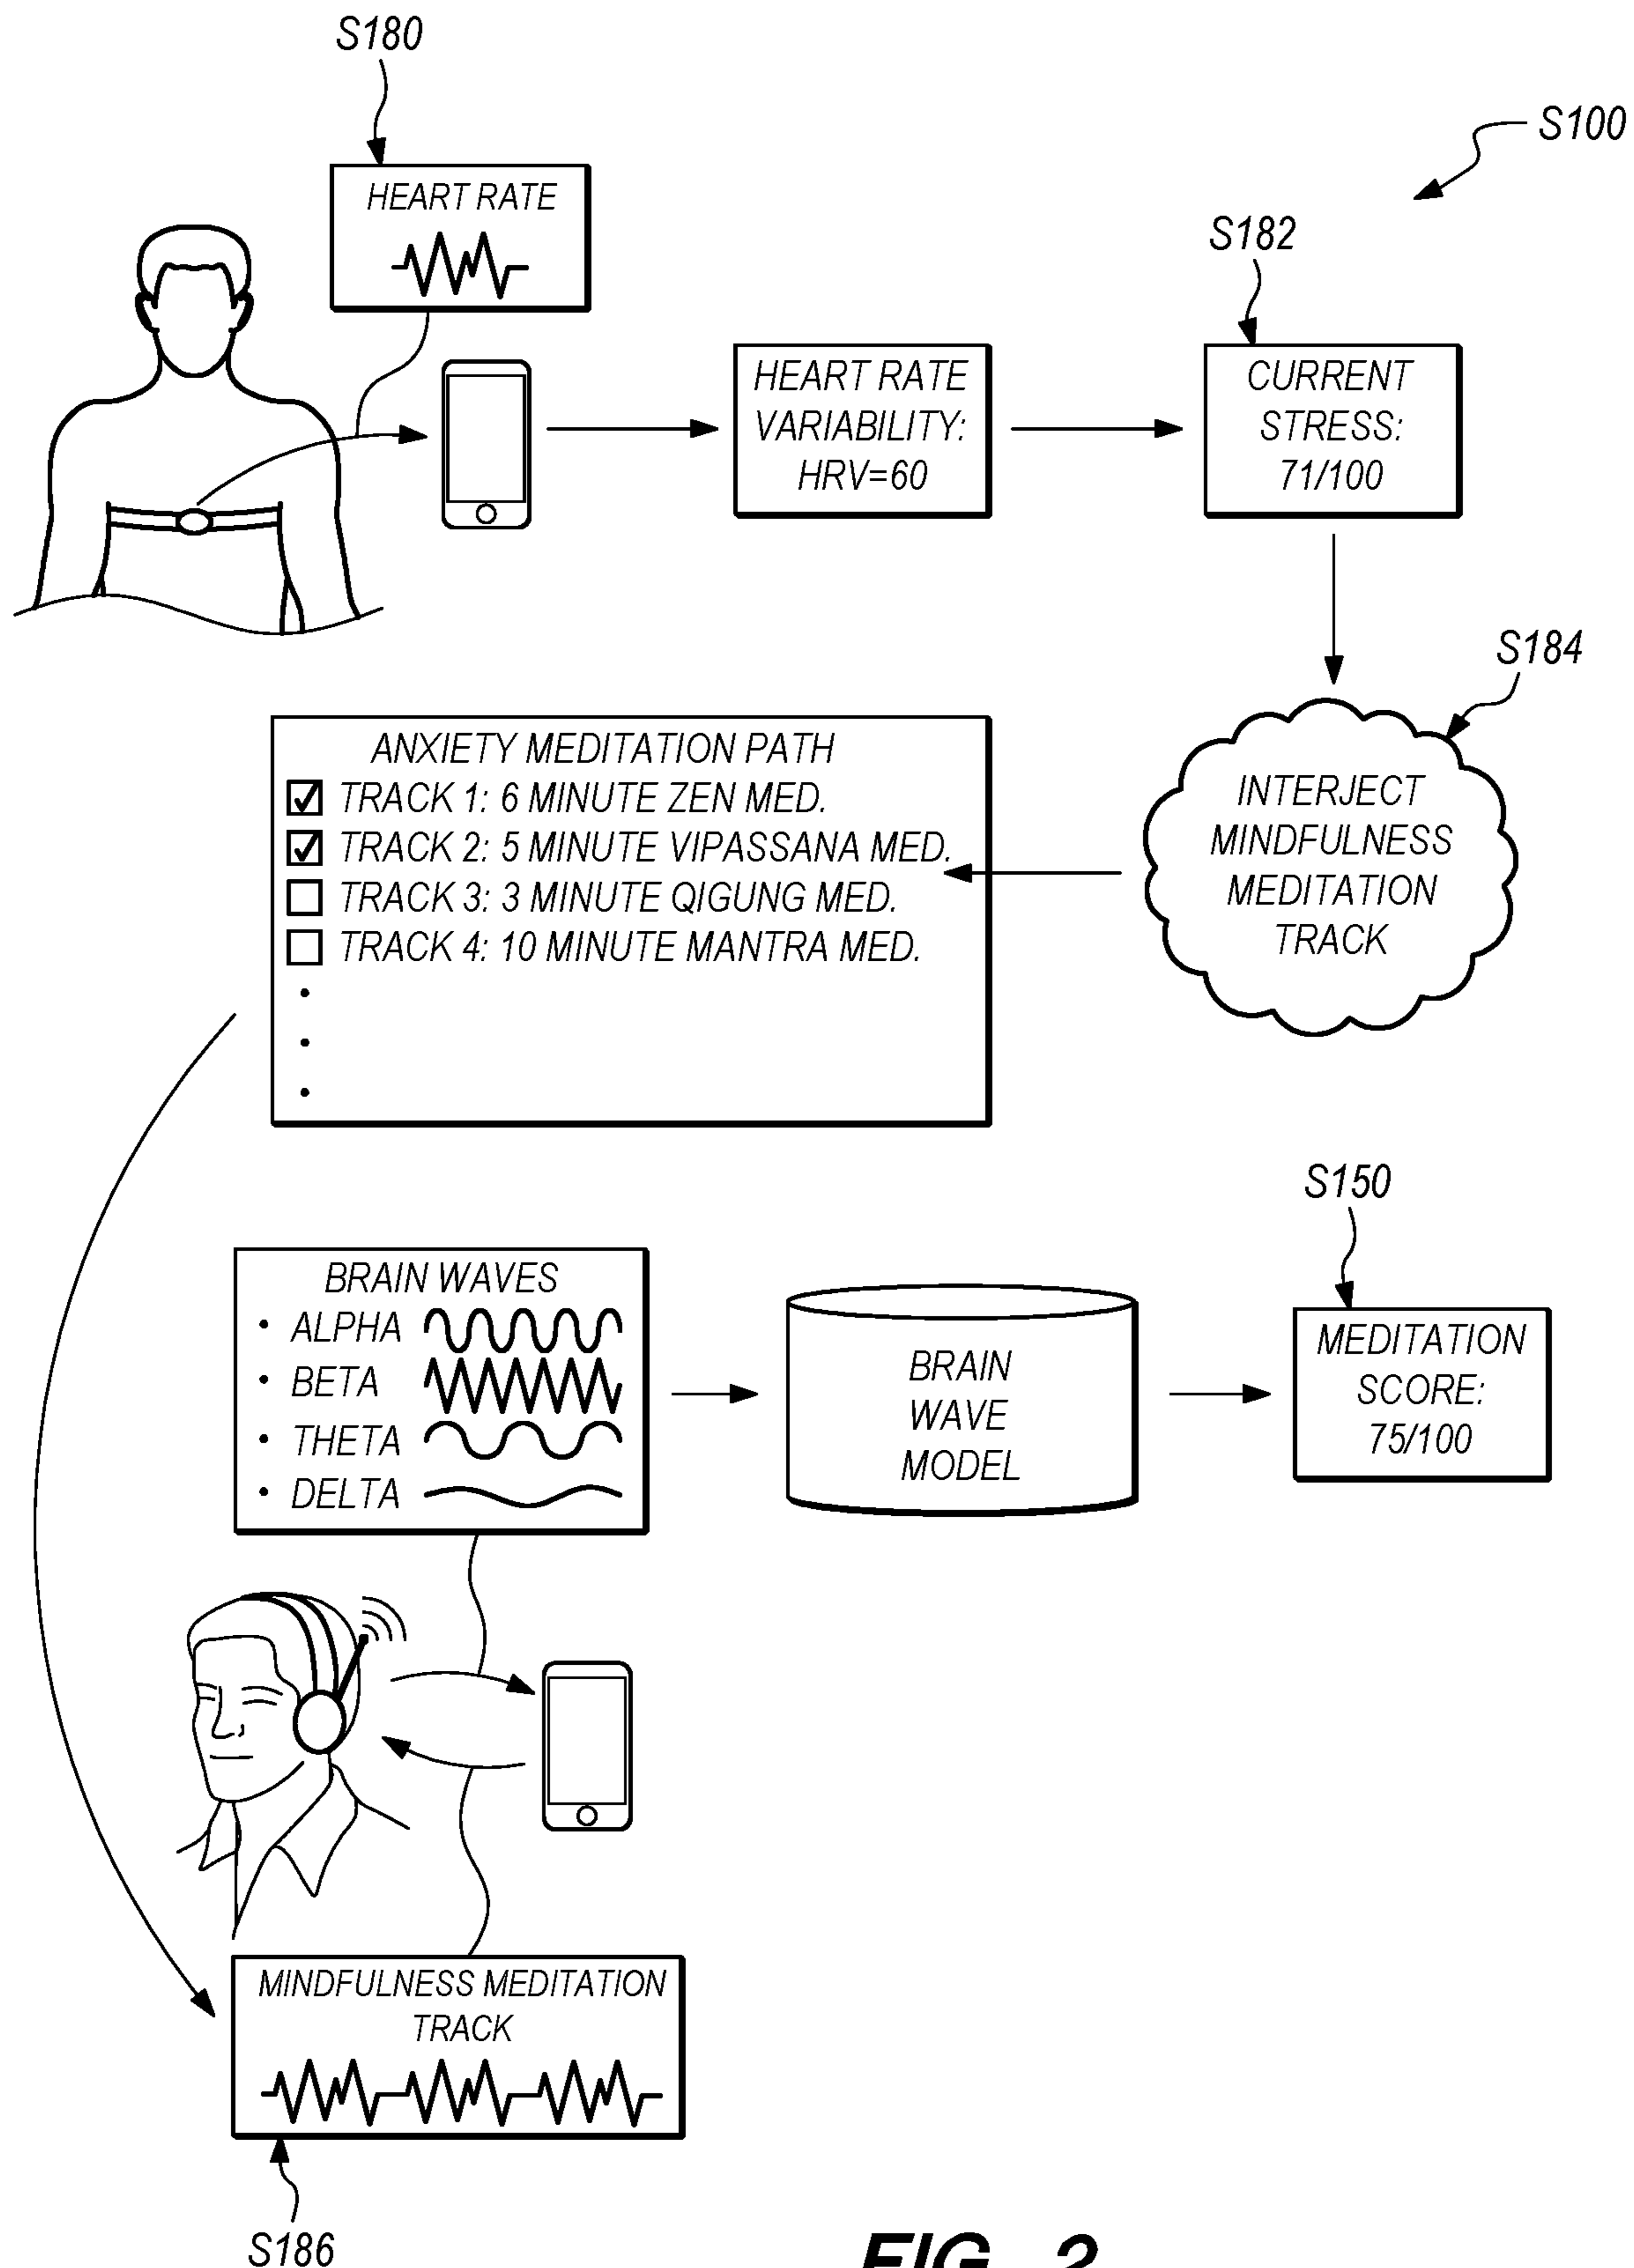 S180
S100
HEART RATE
S182
HEART RATE
VARIABILITY:
HRV=60
CURRENT
STRESS:
71/100
S184
ANXIETY MEDITATION PATH
TRACK 1: 6 MINUTE ZEN MED.
TRACK 2: 5 MINUTE VIPASSANA MED.
TRACK 3: 3 MINUTE QIGUNG MED.
TRACK 4: 10 MINUTE MANTRA MED.
INTERJECT
MINDFULNESS
MEDITATION
TRACK
S150
BRAIN WAVES
• ALPHA
• BETA
• THETA
• DELTA
BRAIN
WAVE
MODEL
MEDITATION
SCORE:
75/100
MINDFULNESS MEDITATION
TRACK
S186
FIG. 2